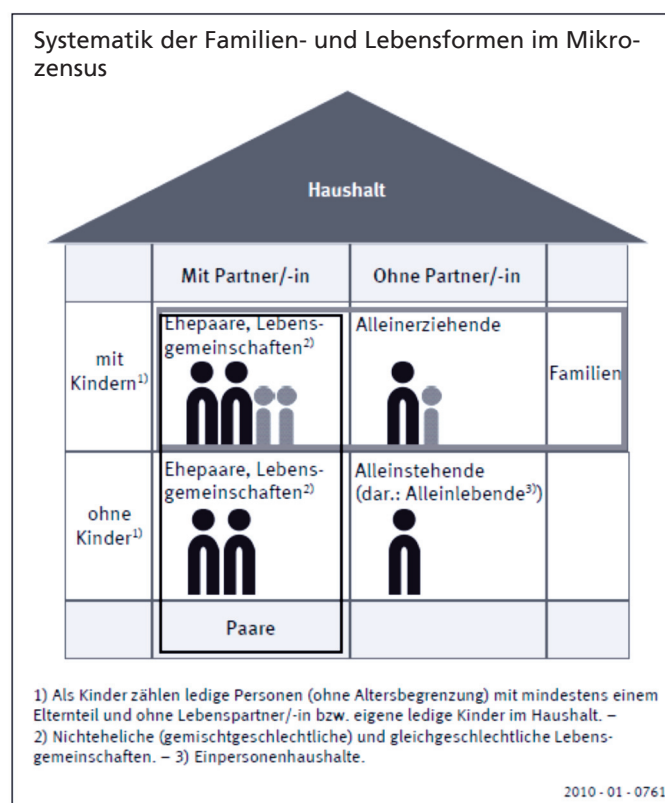 Systematik der Familien- und Lebensformen im Mikro-
zensus
Haushalt
Mit Partner/-in
Ohne Partner/-in
mit
Kindern1)
Ehepaare, Lebens-
gemeinschaften2)
Alleinerziehende
Familien
ohne
Kinder1)
Ehepaare, Lebens-
gemeinschaften2)
Alleinstehende
(dar.: Alleinlebende3))
Paare
1) Als Kinder zählen ledige Personen (ohne Altersbegrenzung) mit mindestens einem
Elternteil und ohne Lebenspartner/-in bzw. eigene ledige Kinder im Haushalt. –
2) Nichteheliche (gemischtgeschlechtliche) und gleichgeschlechtliche Lebens-
gemeinschaften. – 3) Einpersonenhaushalte.
2010 - 01 - 0761